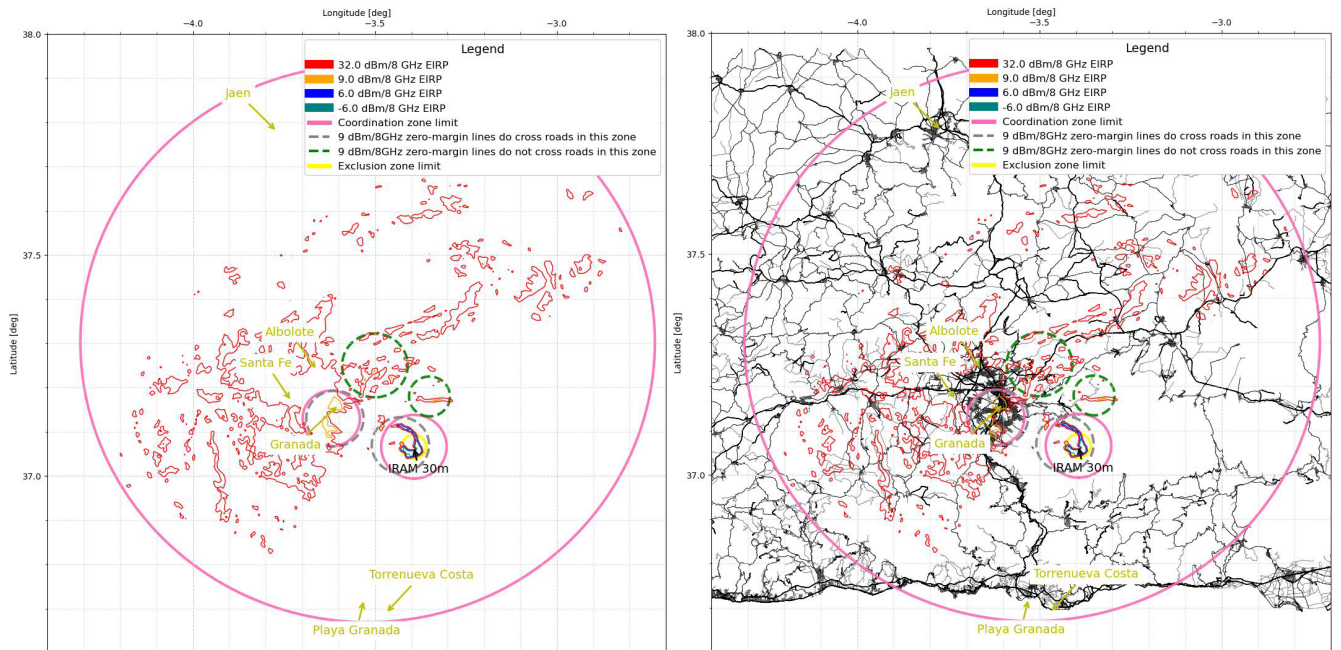 Longitude [deg]
−4.0 −3.5 −3.0
38.0
37.5
37.0
Latitude [deg]
Legend
32.0 dBm/8 GHz EIRP
9.0 dBm/8 GHz EIRP
6.0 dBm/8 GHz EIRP
-6.0 dBm/8 GHz EIRP
Coordination zone limit
9 dBm/8GHz zero-margin lines do cross roads in this zone
9 dBm/8GHz zero-margin lines do not cross roads in this zone
Exclusion zone limit
Jaen
Albolote
Santa Fe
Granada
IRAM 30m
Torrenueva Costa
Playa Granada
Longitude [deg]
−4.0 −3.5 −3.0
38.0
37.5
37.0
Latitude [deg]
Legend
32.0 dBm/8 GHz EIRP
9.0 dBm/8 GHz EIRP
6.0 dBm/8 GHz EIRP
-6.0 dBm/8 GHz EIRP
Coordination zone limit
9 dBm/8GHz zero-margin lines do cross roads in this zone
9 dBm/8GHz zero-margin lines do not cross roads in this zone
Exclusion zone limit
Jaen
Albolote
Santa Fe
Granada
IRAM 30m
Torrenueva Costa
Playa Granada